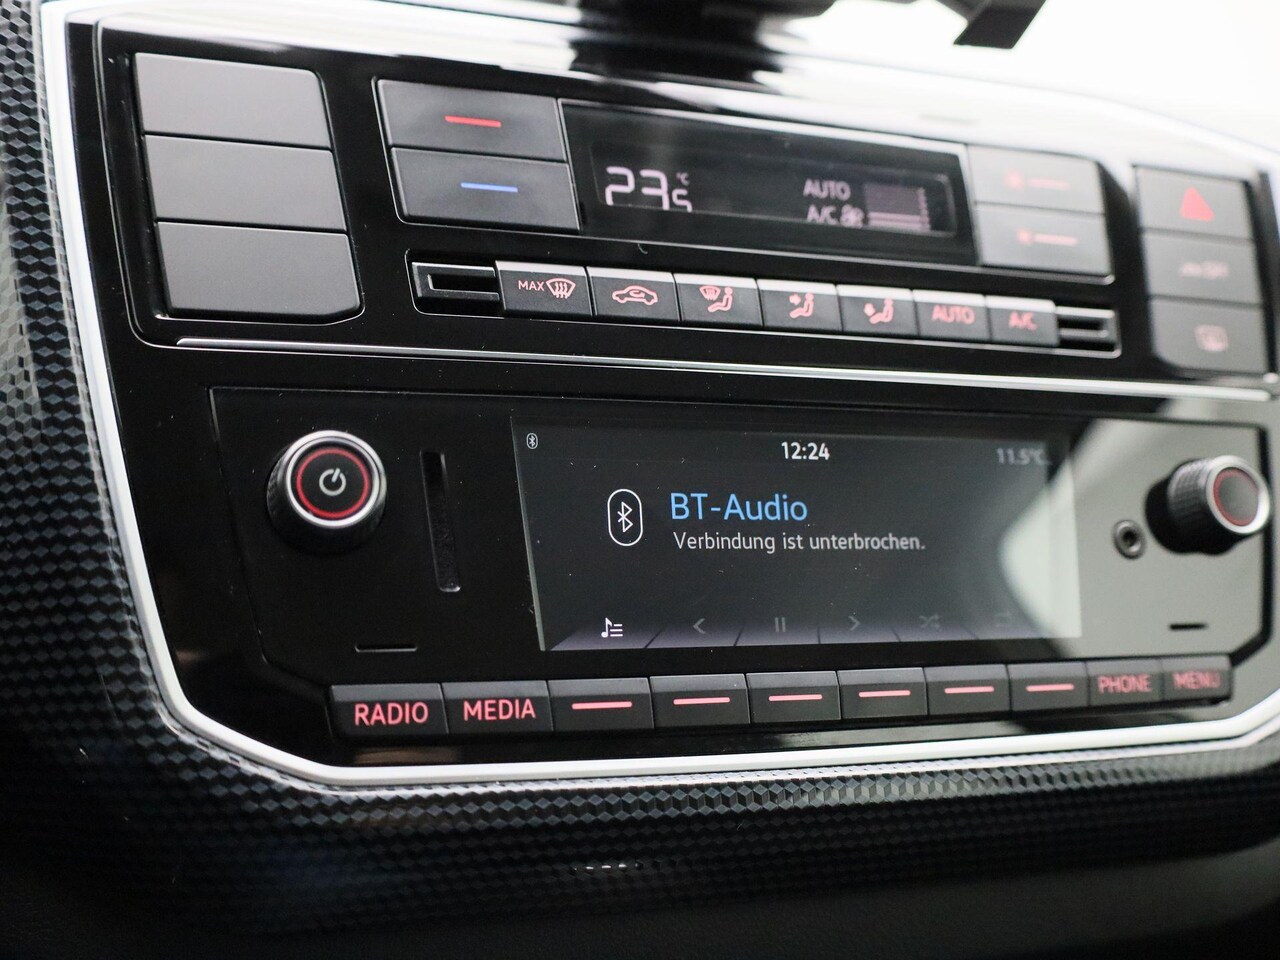 23.5 °C
AUTO
A/C
MAX
AUTO
A/C
12:24
11.5°C
BT-Audio
Verbindung ist unterbrochen.
RADIO
MEDIA
PHONE
MENU